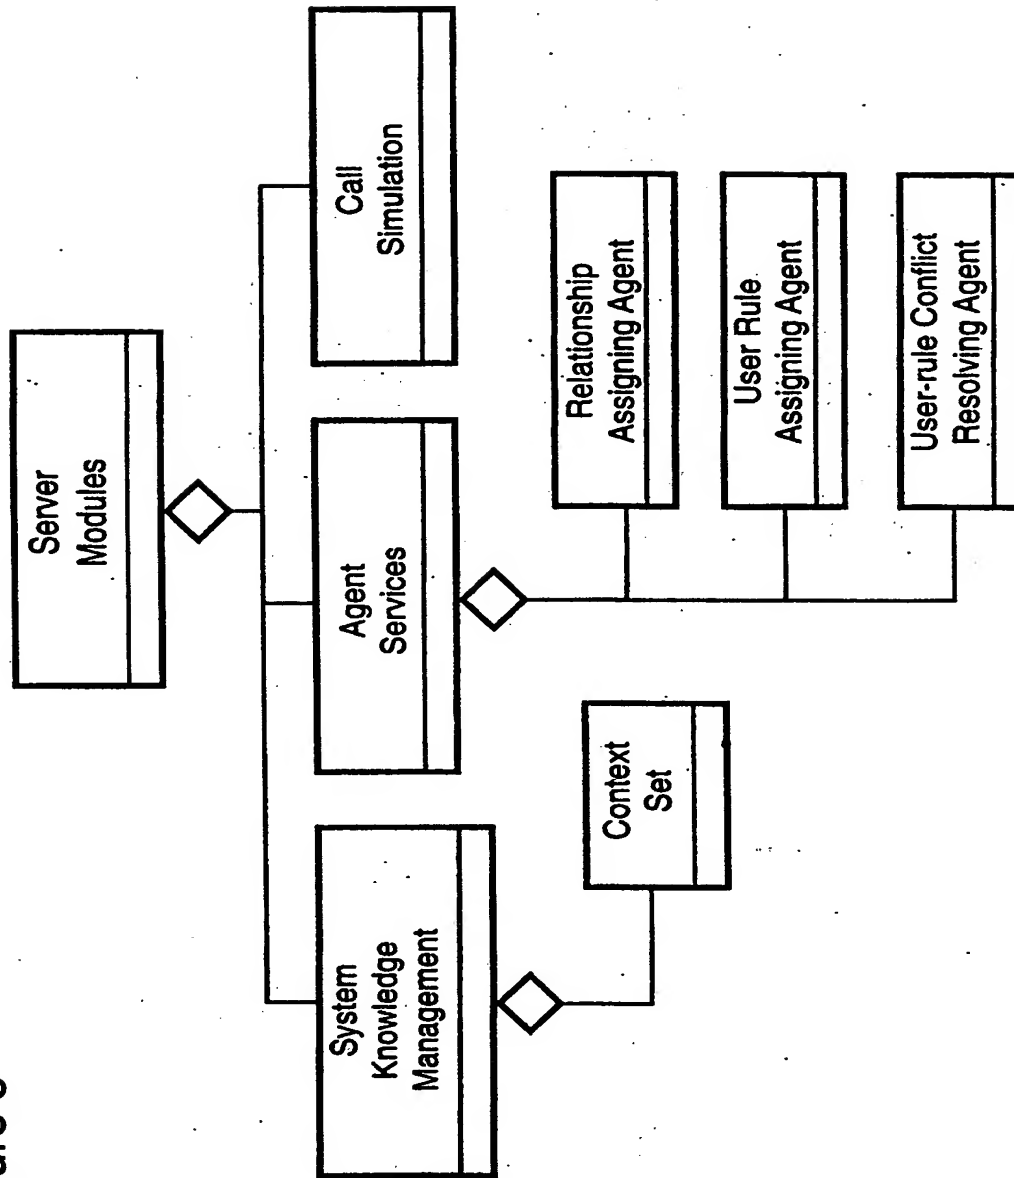 Server
Modules
System
Knowledge
Management
Agent
Services
Call
Simulation
Context
Set
Relationship
Assigning Agent
User Rule
Assigning Agent
User-rule Conflict
Resolving Agent